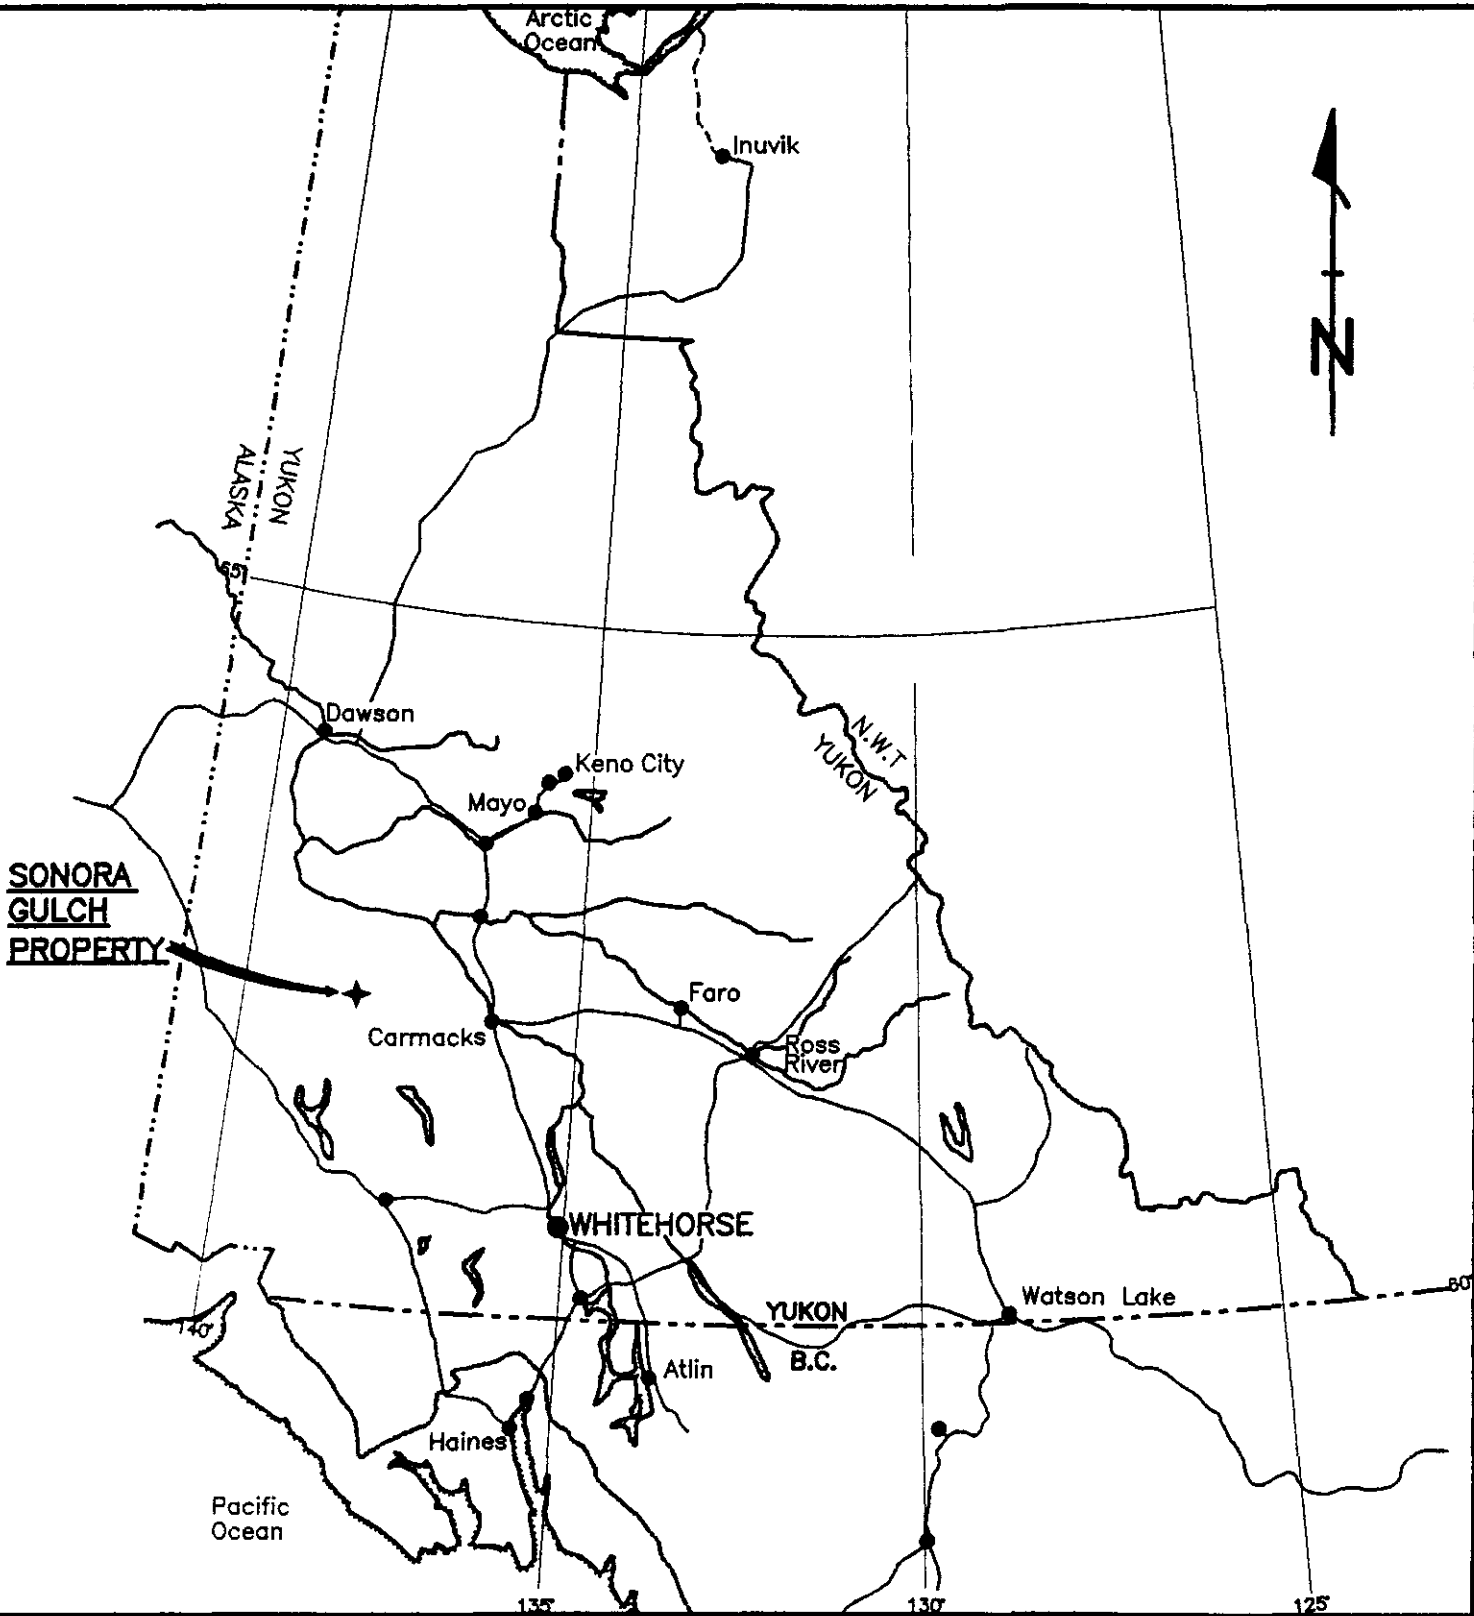 Arctic
Ocean
Inuvik
N
YUKON
ALASKA
65°
Dawson
N.W.T
YUKON
Keno City
Mayo
SONORA
GULCH
PROPERTY
Faro
Carmacks
Ross
River
WHITEHORSE
60°
Watson Lake
YUKON
140°
B.C.
Atlin
Haines
Pacific
Ocean
135°
130°
125°